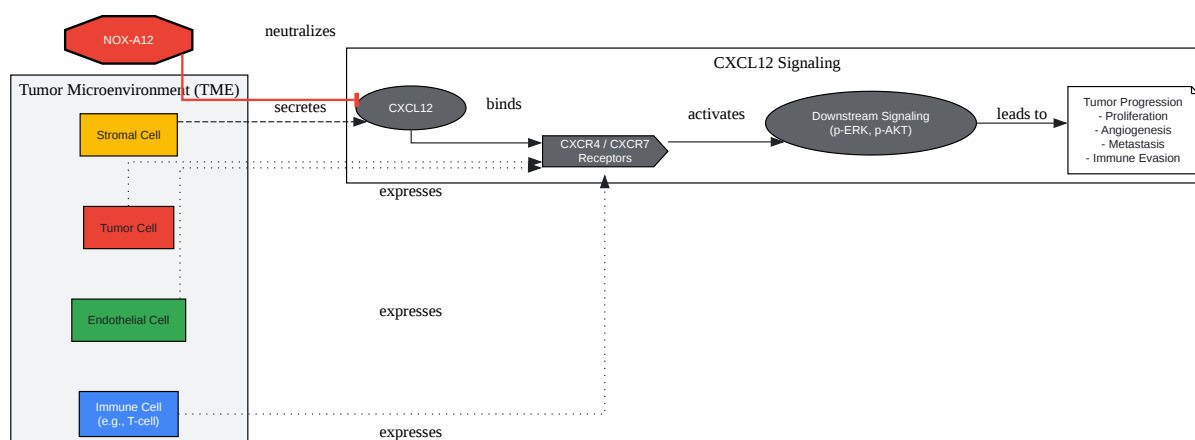 NOX-A12
neutralizes
Tumor Microenvironment (TME)
CXCL12 Signaling
Stromal Cell
secretes
CXCL12
binds
CXCR4 / CXCR7
Receptors
activates
Downstream Signaling
(p-ERK, p-AKT)
leads to
Tumor Progression
- Proliferation
- Angiogenesis
- Metastasis
- Immune Evasion
expresses
Tumor Cell
Endothelial Cell
expresses
Immune Cell
(e.g., T-cell)
expresses